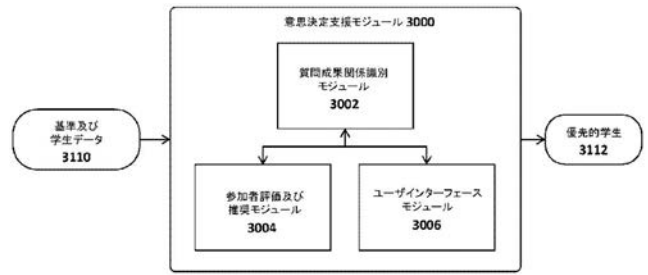 意思決定支援モジュール 3000
質問成果関係識別
モジュール
3002
基準及び
学生データ
3110
優先的学生
3112
参加者評価及び
推奨モジュール
3004
ユーザインターフェース
モジュール
3006